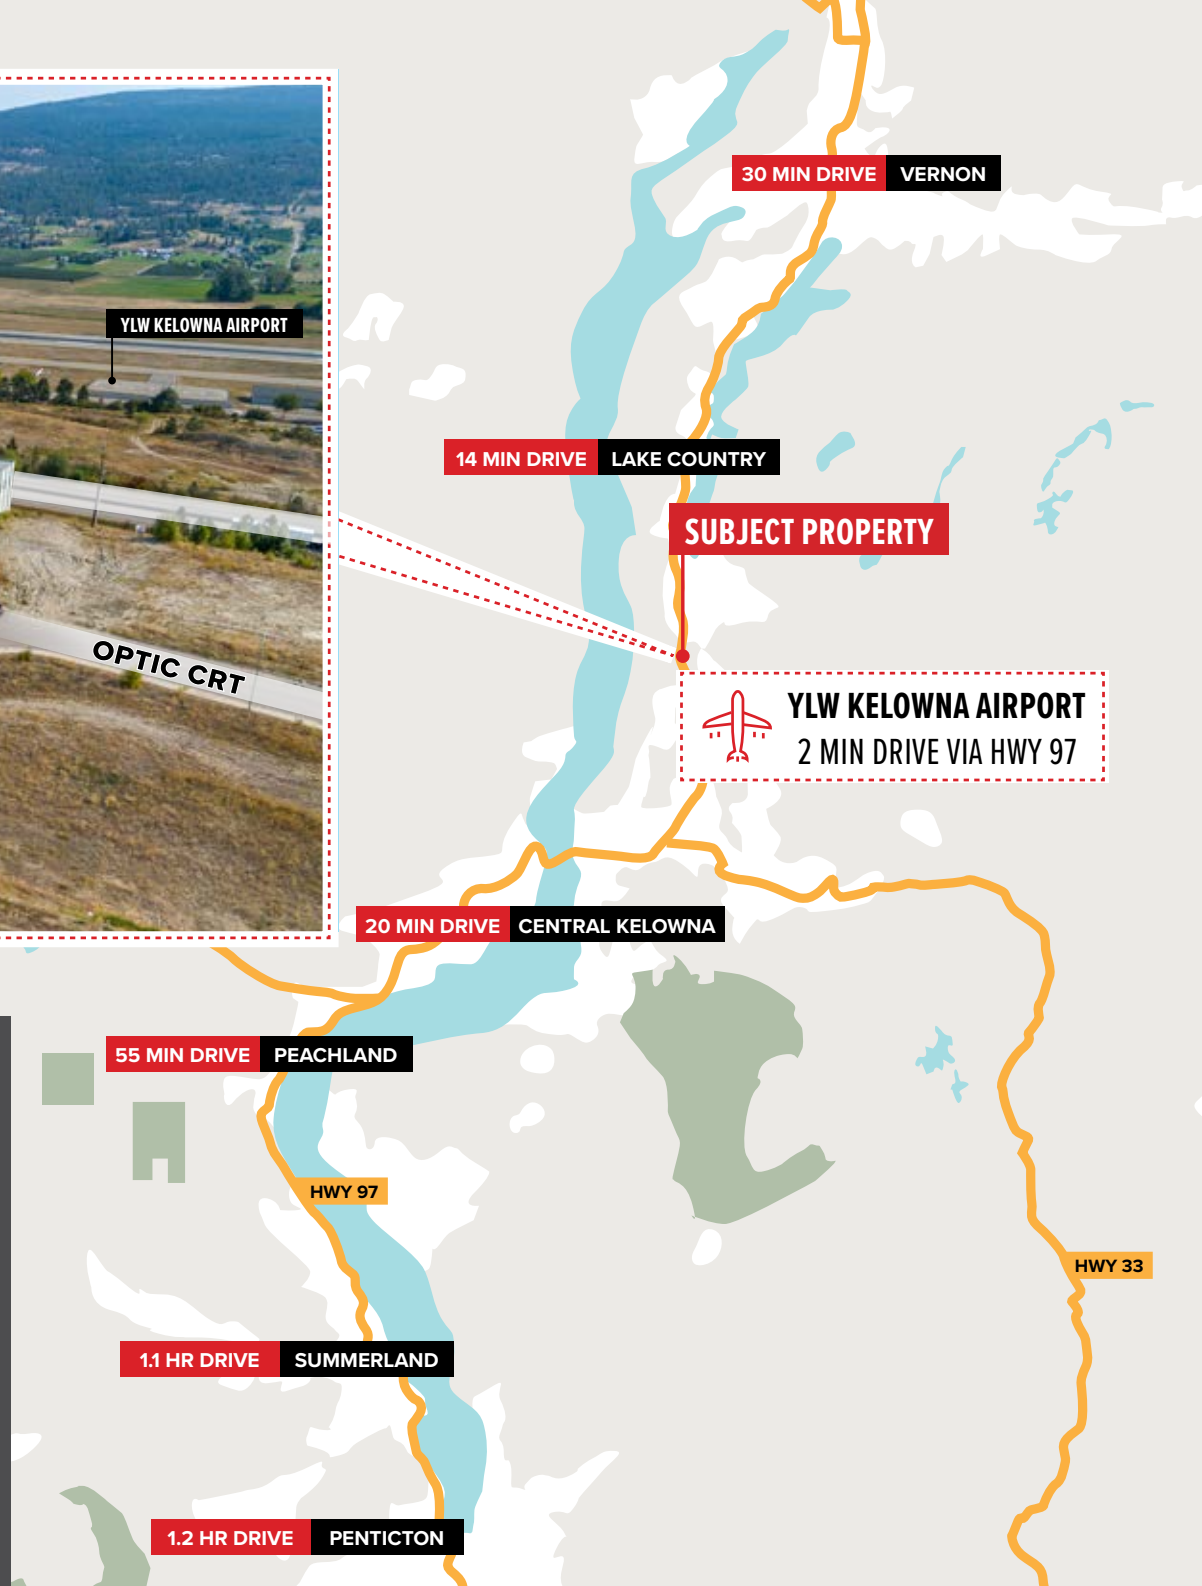 30 MIN DRIVE VERNON
YLW KELOWNA AIRPORT
14 MIN DRIVE LAKE COUNTRY
SUBJECT PROPERTY
OPTIC CRT
YLW KELOWNA AIRPORT
2 MIN DRIVE VIA HWY 97
20 MIN DRIVE CENTRAL KELOWNA
55 MIN DRIVE PEACHLAND
HWY 97
HWY 33
1.1 HR DRIVE SUMMERLAND
1.2 HR DRIVE PENTICTON